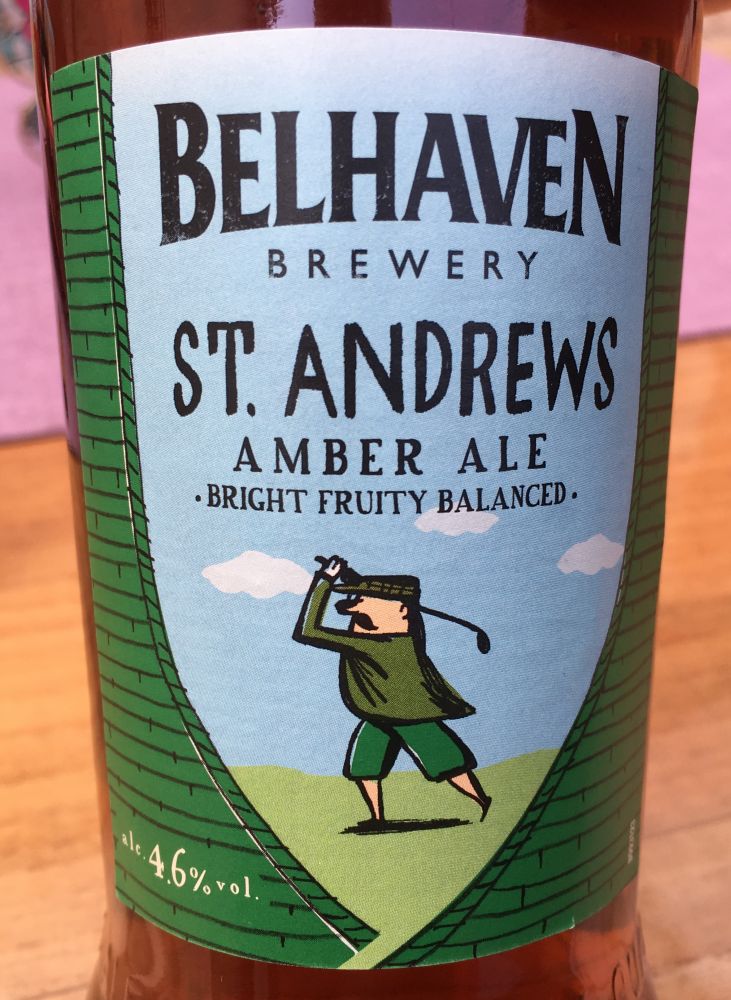 BELHAVEN
BREWERY
ST. ANDREWS
AMBER ALE
·BRIGHT FRUITY BALANCED·
alc. 4.6% vol.